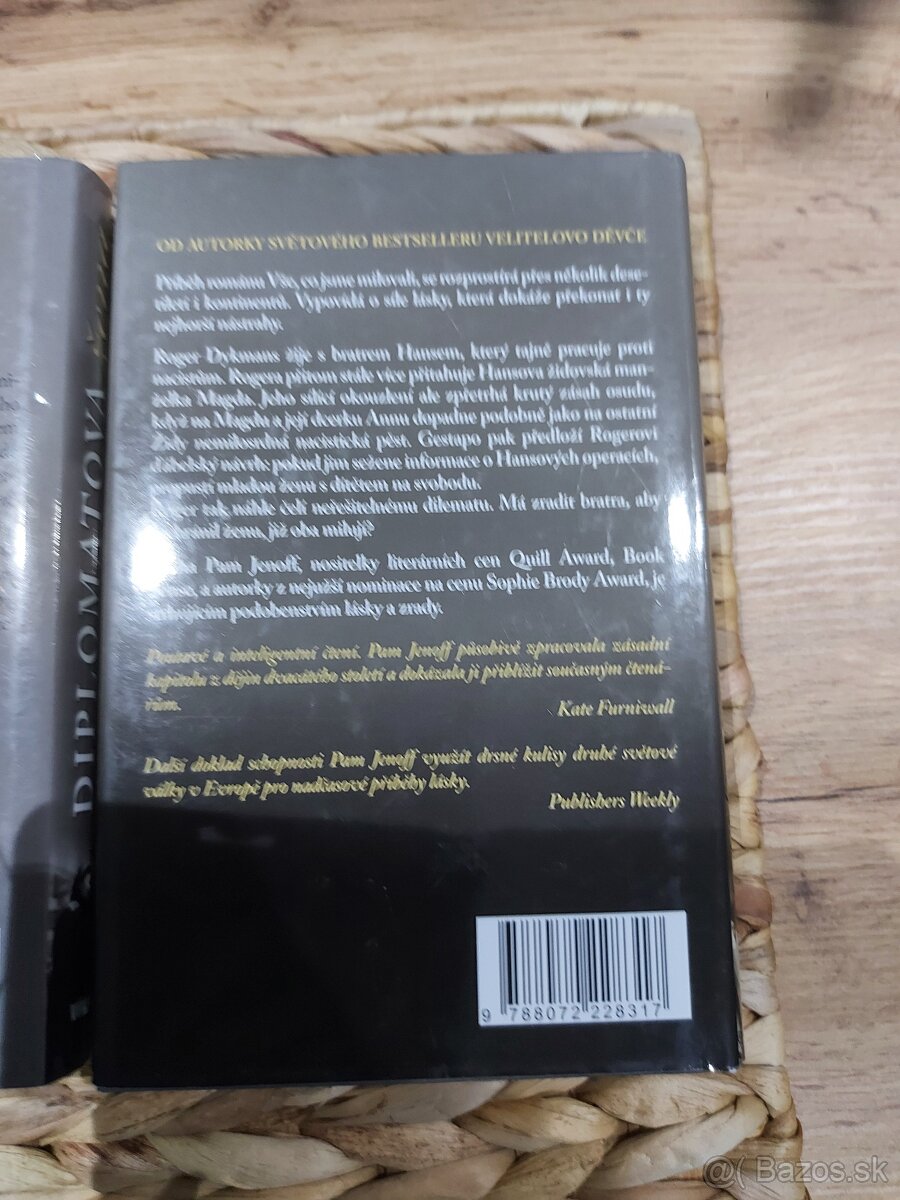 OD AUTORKY SVĚTOVÉHO BESTSELLERU VELITELOVO DĚVČE
Příběh románu Vše, co jsme milovali, se rozprostírá přes několik dese-
tiletí i kontinentů. Vypovídá o síle lásky, která dokáže překonat i ty
nejhorší nástrahy.
Roger Dykmans žije s bratrem Hansem, který tajně pracuje proti
nacistům. Rogera přitom stále více přitahuje Hansova židovská man-
želka Magda. Jeho sílící okouzlení ale zpřetrhá krutý zásah osudu,
když na Magdu a její dcerku Annu dopadne podobně jako na ostatní
Židy nemilosrdná nacistická pěst. Gestapo pak předloží Rogerovi
ďábelský návrh: pokud jim sežene informace o Hansových operacích,
propustí mladou ženu s dítětem na svobodu.
tak náhle čelí neřešitelnému dilematu. Má zradit bratra, aby
ženu, již oba milují?
Pam Jenoff, nositelky literárních cen Quill Award, Book
a autorky z nejužší nominace na cenu Sophie Brody Award, je
podobenstvím lásky a zrady.
Poutavé a inteligentní čtení. Pam Jenoff působivě zpracovala zásadní
kapitolu z dějin dvacátého století a dokázala ji přiblížit současným čtená-
řům.
Kate Furniwall
Další doklad schopnosti Pam Jenoff využít drsné kulisy druhé světové
války v Evropě pro nadčasové příběhy lásky.
Publishers Weekly
9 788072 228317
DIPLOMATOVA
Bazos.sk